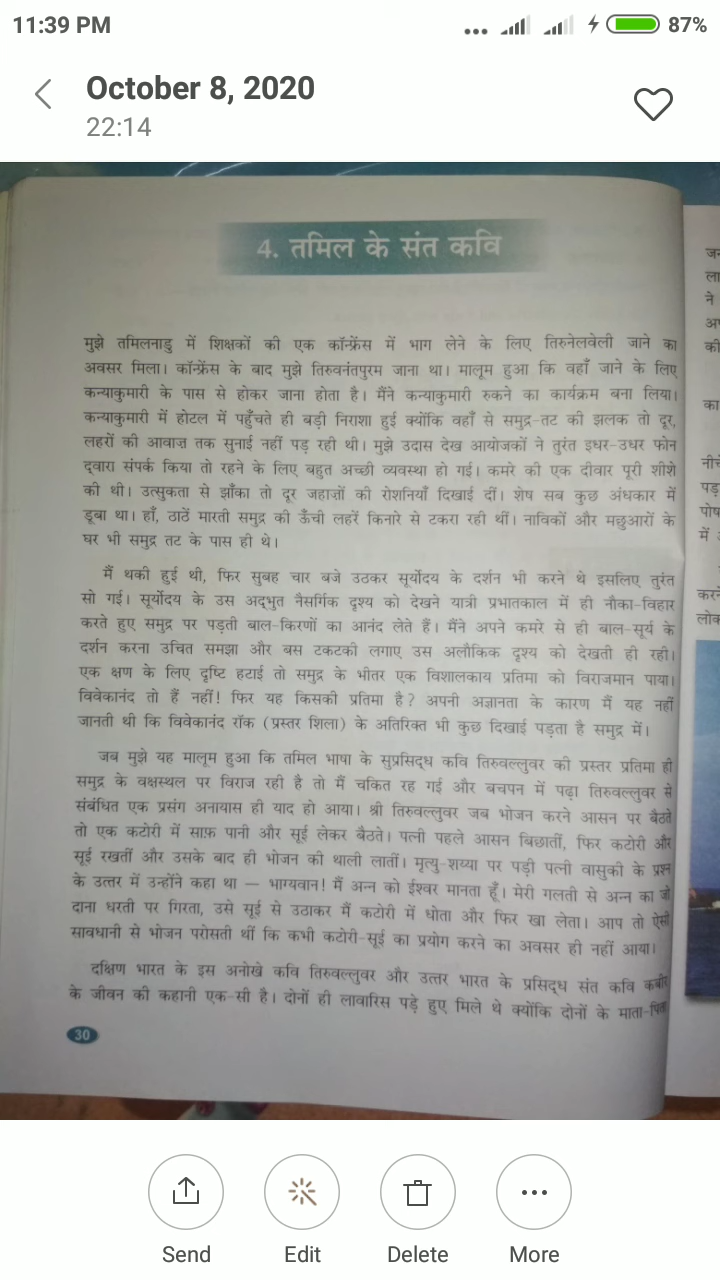 11:39 PM
87%
October 8, 2020
22:14
4. तमिल के संत कवि
मुझे तमिलनाडु में शिक्षकों की एक कॉन्फ्रेंस में भाग लेने के लिए तिरुनेलवेली जाने का
अवसर मिला। कॉन्फ्रेंस के बाद मुझे तिरुवनंतपुरम जाना था। मालूम हुआ कि वहाँ जाने के लिए
कन्याकुमारी के पास से होकर जाना होता है। मैंने कन्याकुमारी रुकने का कार्यक्रम बना लिया।
कन्याकुमारी में होटल में पहुँचते ही बड़ी निराशा हुई क्योंकि वहाँ से समुद्र-तट की झलक तो दूर,
लहरों की आवाज़ तक सुनाई नहीं पड़ रही थी। मुझे उदास देख आयोजकों ने तुरंत इधर-उधर फोन
द्वारा संपर्क किया तो रहने के लिए बहुत अच्छी व्यवस्था हो गई। कमरे की एक दीवार पूरी शीशे
की थी। उत्सुकता से झाँका तो दूर जहाज़ों की रोशनियाँ दिखाई दीं। शेष सब कुछ अंधकार में
डूबा था। हाँ, ठाठें मारती समुद्र की ऊँची लहरें किनारे से टकरा रही थीं। नाविकों और मछुआरों के
घर भी समुद्र तट के पास ही थे।
मैं थकी हुई थी, फिर सुबह चार बजे उठकर सूर्योदय के दर्शन भी करने थे इसलिए तुरंत
सो गई। सूर्योदय के उस अद्भुत नैसर्गिक दृश्य को देखने यात्री प्रभातकाल में ही नौका-विहार
करते हुए समुद्र पर पड़ती बाल-किरणों का आनंद लेते हैं। मैंने अपने कमरे से ही बाल-सूर्य के
दर्शन करना उचित समझा और बस टकटकी लगाए उस अलौकिक दृश्य को देखती ही रही।
एक क्षण के लिए दृष्टि हटाई तो समुद्र के भीतर एक विशालकाय प्रतिमा को विराजमान पाया।
विवेकानंद तो हैं नहीं! फिर यह किसकी प्रतिमा है? अपनी अज्ञानता के कारण मैं यह नहीं
जानती थी कि विवेकानंद रॉक (प्रस्तर शिला) के अतिरिक्त भी कुछ दिखाई पड़ता है समुद्र में।
जब मुझे यह मालूम हुआ कि तमिल भाषा के सुप्रसिद्ध कवि तिरुवल्लुवर की प्रस्तर प्रतिमा ही
समुद्र के वक्षस्थल पर विराज रही है तो मैं चकित रह गई और बचपन में पढ़ा तिरुवल्लुवर से
संबंधित एक प्रसंग अनायास ही याद हो आया। श्री तिरुवल्लुवर जब भोजन करने आसन पर बैठते
तो एक कटोरी में साफ़ पानी और सूई लेकर बैठते। पत्नी पहले आसन बिछातीं, फिर कटोरी और
सूई रखतीं और उसके बाद ही भोजन की थाली लातीं। मृत्यु-शय्या पर पड़ी पत्नी वासुकी के प्रश्न
के उत्तर में उन्होंने कहा था – भाग्यवान! मैं अन्न को ईश्वर मानता हूँ। मेरी गलती से अन्न का जो
दाना धरती पर गिरता, उसे सूई से उठाकर मैं कटोरी में धोता और फिर खा लेता। आप तो ऐसी
सावधानी से भोजन परोसती थीं कि कभी कटोरी-सूई का प्रयोग करने का अवसर ही नहीं आया।
दक्षिण भारत के इस अनोखे कवि तिरुवल्लुवर और उत्तर भारत के प्रसिद्ध संत कवि कबीर
के जीवन की कहानी एक-सी है। दोनों ही लावारिस पड़े हुए मिले थे क्योंकि दोनों के माता-पिता
30
Send
Edit
Delete
More